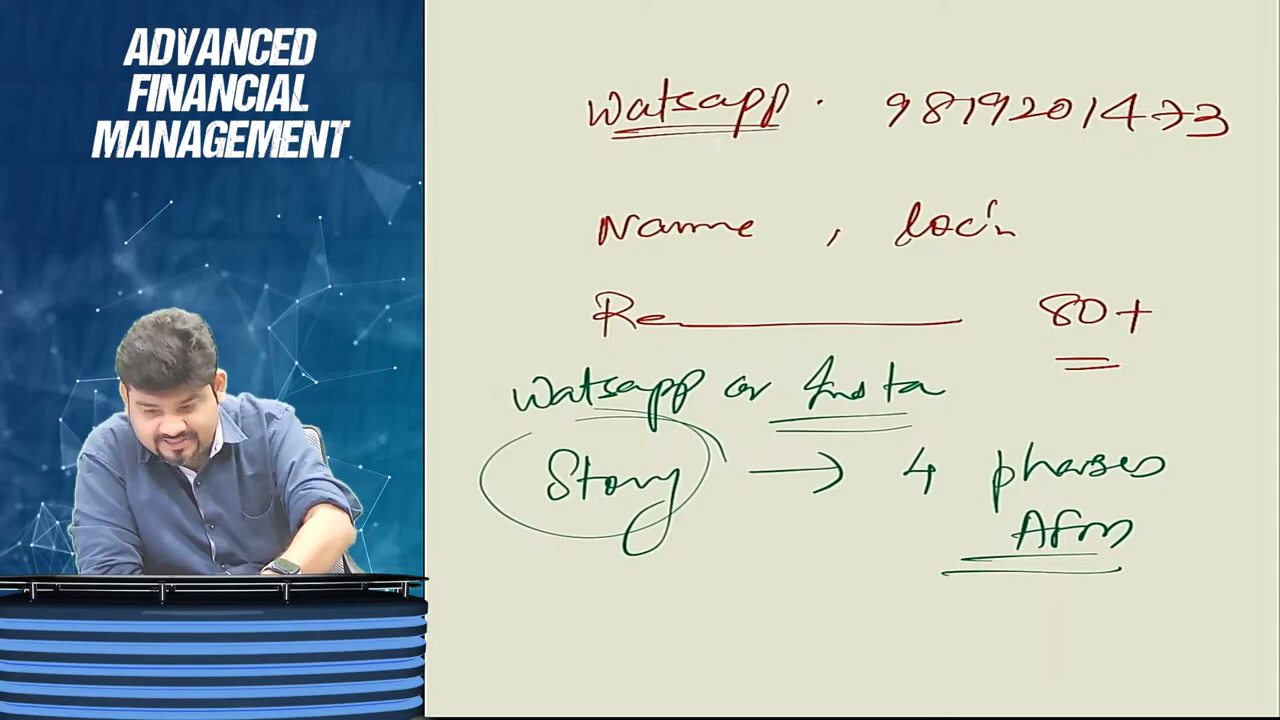 ADVANCED
FINANCIAL
MANAGEMENT
Watsapp. 9819201473
Name, loc'n
Re 80+
Watsapp or Insta
Story → 4 phases
AFM